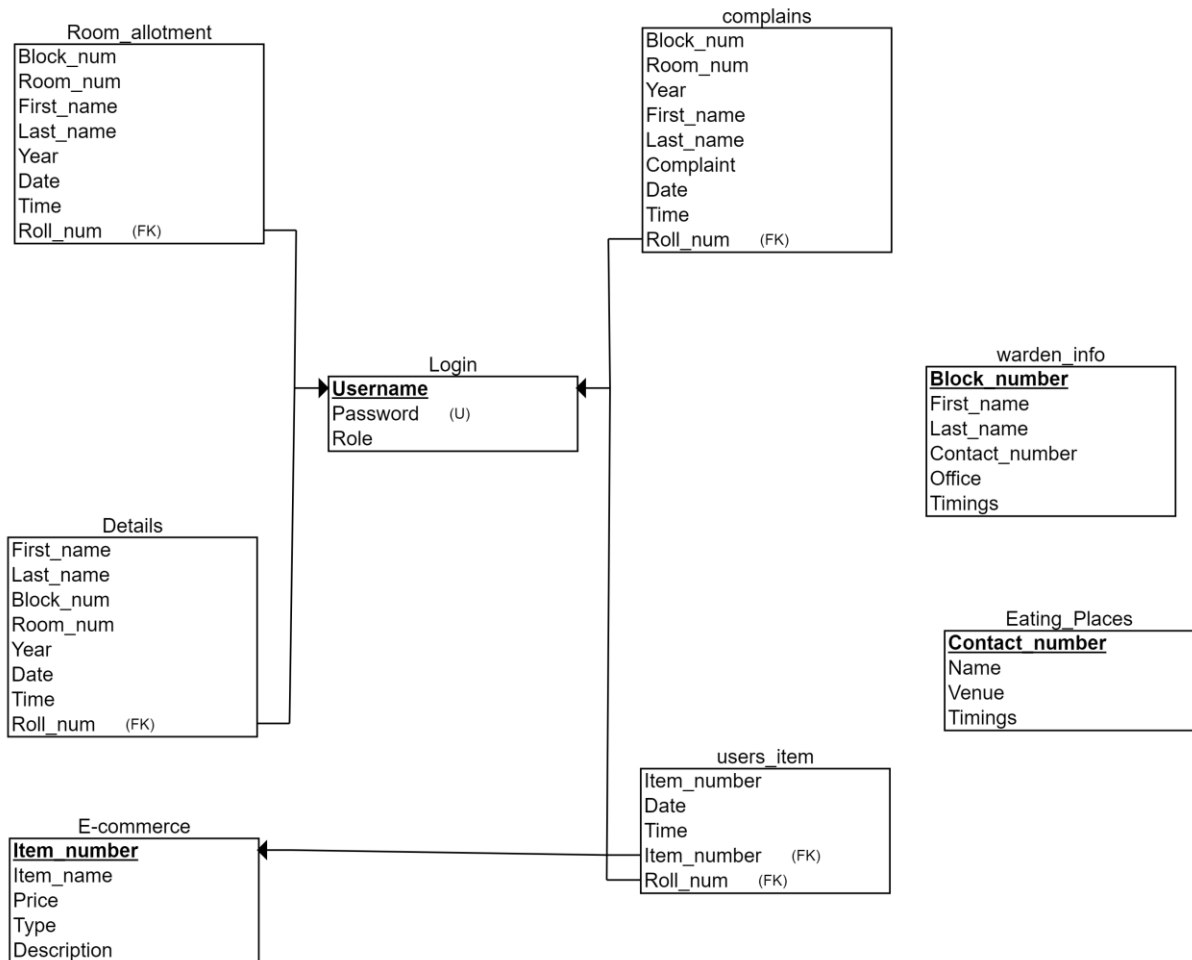 Room_allotment
Block_num
Room_num
First_name
Last_name
Year
Date
Time
Roll_num (FK)
complains
Block_num
Room_num
Year
First_name
Last_name
Complaint
Date
Time
Roll_num (FK)
Login
Username
Password (U)
Role
warden_info
Block_number
First_name
Last_name
Contact_number
Office
Timings
Details
First_name
Last_name
Block_num
Room_num
Year
Date
Time
Roll_num (FK)
Eating_Places
Contact_number
Name
Venue
Timings
users_item
Item_number
Date
Time
Item_number (FK)
Roll_num (FK)
E-commerce
Item_number
Item_name
Price
Type
Description